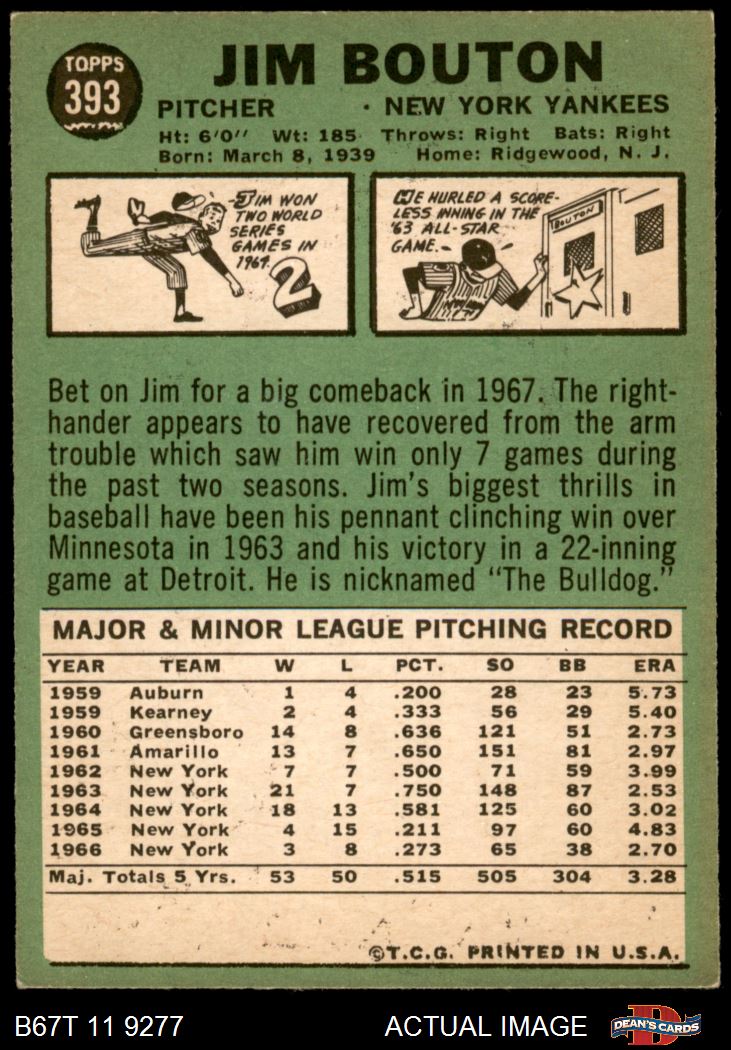 TOPPS
393
JIM BOUTON
PITCHER · NEW YORK YANKEES
Ht: 6'0" Wt: 185 Throws: Right Bats: Right
Born: March 8, 1939 Home: Ridgewood, N. J.
JIM WON
TWO WORLD
SERIES
GAMES IN
1964.
2
HE HURLED A SCORE-
LESS INNING IN THE
'63 ALL-STAR
GAME.
BOUTON
Bet on Jim for a big comeback in 1967. The right-
hander appears to have recovered from the arm
trouble which saw him win only 7 games during
the past two seasons. Jim's biggest thrills in
baseball have been his pennant clinching win over
Minnesota in 1963 and his victory in a 22-inning
game at Detroit. He is nicknamed "The Bulldog."
MAJOR & MINOR LEAGUE PITCHING RECORD
YEAR TEAM W L PCT. SO BB ERA
1959 Auburn 1 4 .200 28 23 5.73
1959 Kearney 2 4 .333 56 29 5.40
1960 Greensboro 14 8 .636 121 51 2.73
1961 Amarillo 13 7 .650 151 81 2.97
1962 New York 7 7 .500 71 59 3.99
1963 New York 21 7 .750 148 87 2.53
1964 New York 18 13 .581 125 60 3.02
1965 New York 4 15 .211 97 60 4.83
1966 New York 3 8 .273 65 38 2.70
Maj. Totals 5 Yrs. 53 50 .515 505 304 3.28
©T.C.G. PRINTED IN U.S.A.
B67T 11 9277 ACTUAL IMAGE
DEAN'S CARDS